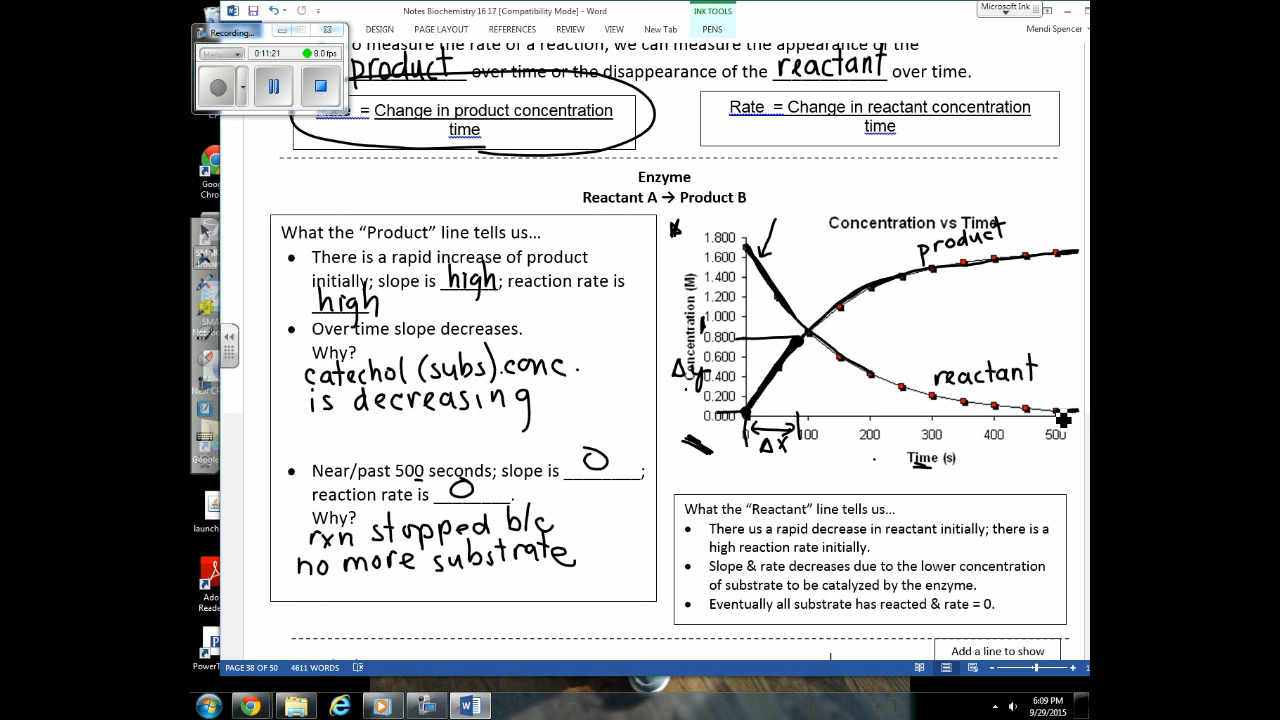 Notes Biochemistry 16 17 [Compatibility Mode] - Word
INK TOOLS
Microsoft Ink
DESIGN PAGE LAYOUT REFERENCES REVIEW VIEW New Tab PENS
Mendi Spencer
Recording...
0:11:21
8.0 fps
o measure the rate of a reaction, we can measure the appearance of the
product over time or the disappearance of the reactant over time.
= Change in product concentration
time
Rate = Change in reactant concentration
time
Enzyme
Reactant A → Product B
What the “Product” line tells us...
• There is a rapid increase of product
initially; slope is high; reaction rate is
high
• Over time slope decreases.
Why?
catechol (subs). conc.
is decreasing
• Near/past 500 seconds; slope is 0;
reaction rate is 0.
Why?
rxn stopped b/c
no more substrate
Concentration vs Time
Concentration (M)
1.800
1.600
1.400
1.200
1.000
0.800
0.600
0.400
0.200
0.000
product
reactant
Δy
Δx
0 100 200 300 400 500
Time (s)
What the “Reactant” line tells us...
• There us a rapid decrease in reactant initially; there is a
high reaction rate initially.
• Slope & rate decreases due to the lower concentration
of substrate to be catalyzed by the enzyme.
• Eventually all substrate has reacted & rate = 0.
Add a line to show
PAGE 38 OF 50 4611 WORDS
Goog
Chro
SMA
Google
launch
Ado
Reade
PowerT
6:09 PM
9/29/2015